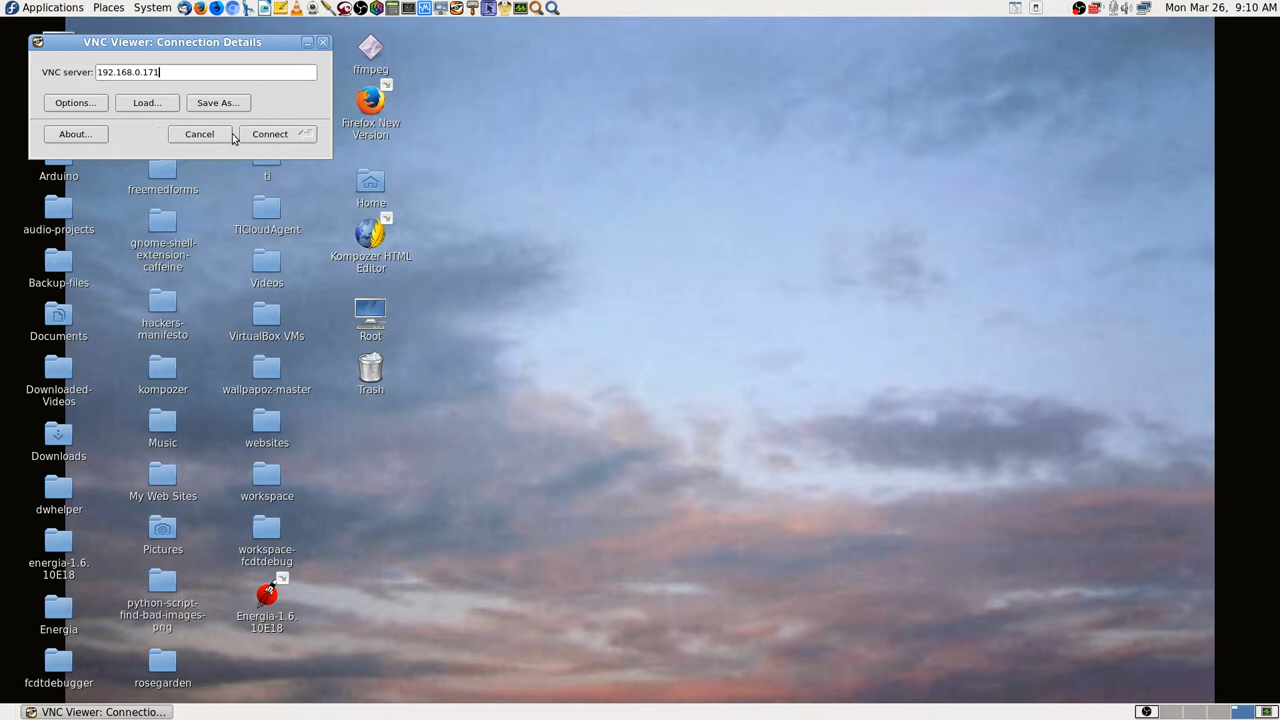 Applications Places System
Mon Mar 26, 9:10 AM
VNC Viewer: Connection Details
VNC server: 192.168.0.171
Options... Load... Save As...
About... Cancel Connect
ffmpeg
Firefox New
Version
Home
Kompozer HTML
Editor
Root
Trash
Arduino
audio-projects
Backup-files
Documents
Downloaded-
Videos
Downloads
dwhelper
energia-1.6.
10E18
Energia
fcdtdebugger
freemedforms
gnome-shell-
extension-
caffeine
hackers-
manifesto
kompozer
Music
My Web Sites
Pictures
python-script-
find-bad-images-
png
rosegarden
ti
TICloudAgent
Videos
VirtualBox VMs
wallpapoz-master
websites
workspace
workspace-
fcdtdebug
Energia-1.6.
10E18
VNC Viewer: Connectio...